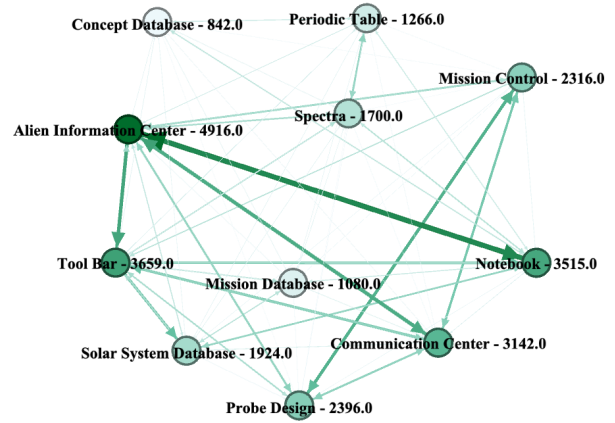 Concept Database - 842.0
Periodic Table - 1266.0
Mission Control - 2316.0
Spectra - 1700.0
Alien Information Center - 4916.0
Tool Bar - 3659.0
Notebook - 3515.0
Mission Database - 1080.0
Solar System Database - 1924.0
Communication Center - 3142.0
Probe Design - 2396.0